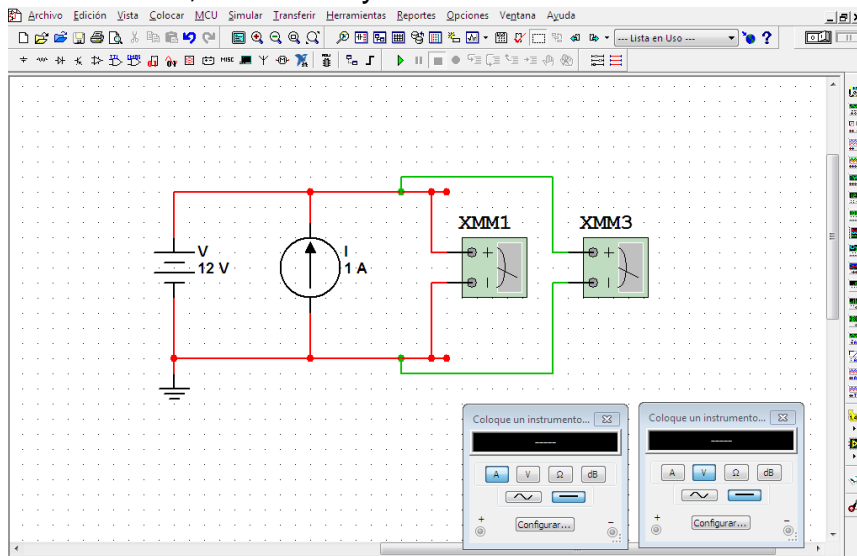 Archivo Edición Vista Colocar MCU Simular Transferir Herramientas Reportes Opciones Ventana Ayuda
--- Lista en Uso ---
MISC
XMM1 XMM3
V
12 V
I
1 A
Coloque un instrumento... Coloque un instrumento...
----- -----
A V Ω dB A V Ω dB
+ Configurar... − + Configurar... −